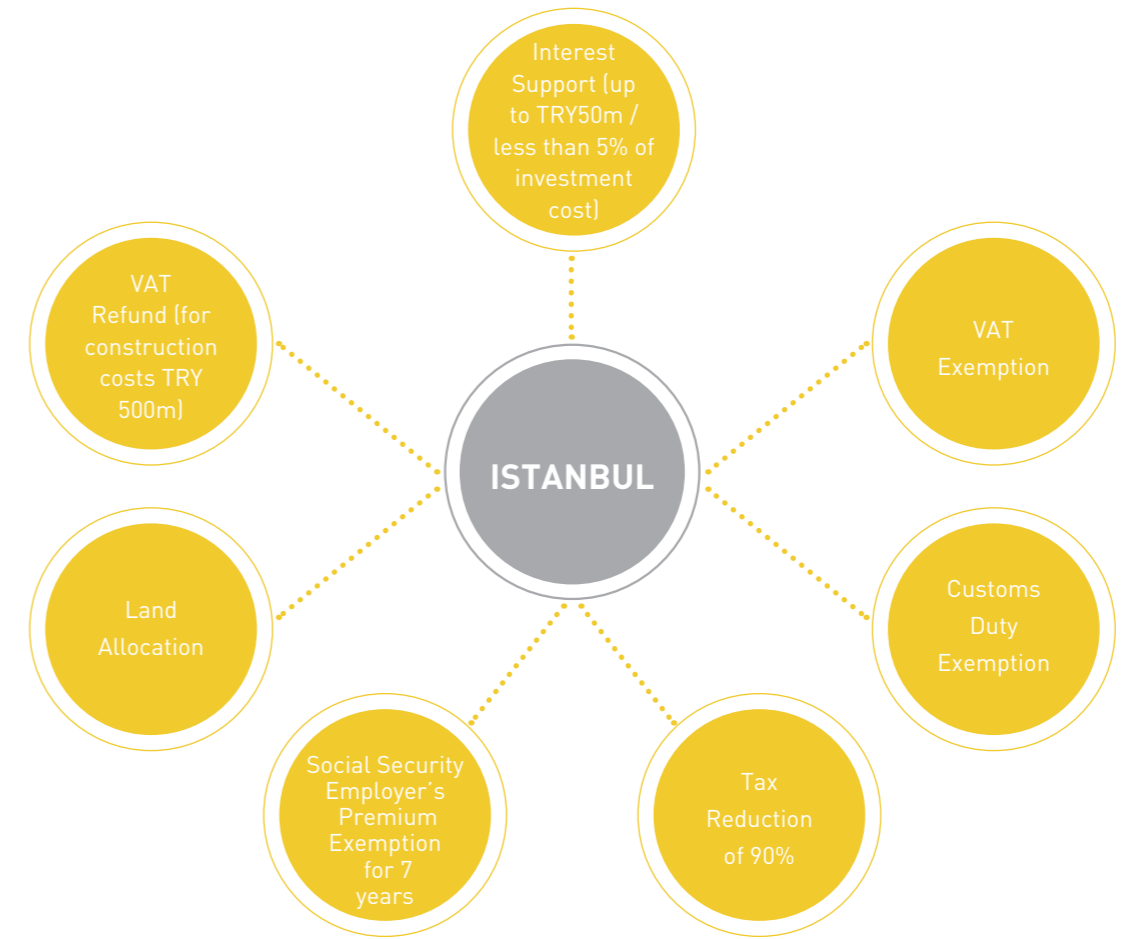 Interest
Support (up
to TRY50m /
less than 5% of
investment
cost)
VAT
Refund (for
construction
costs TRY
500m)
VAT
Exemption
ISTANBUL
Land
Allocation
Customs
Duty
Exemption
Social Security
Employer's
Premium
Exemption
for 7
years
Tax
Reduction
of 90%